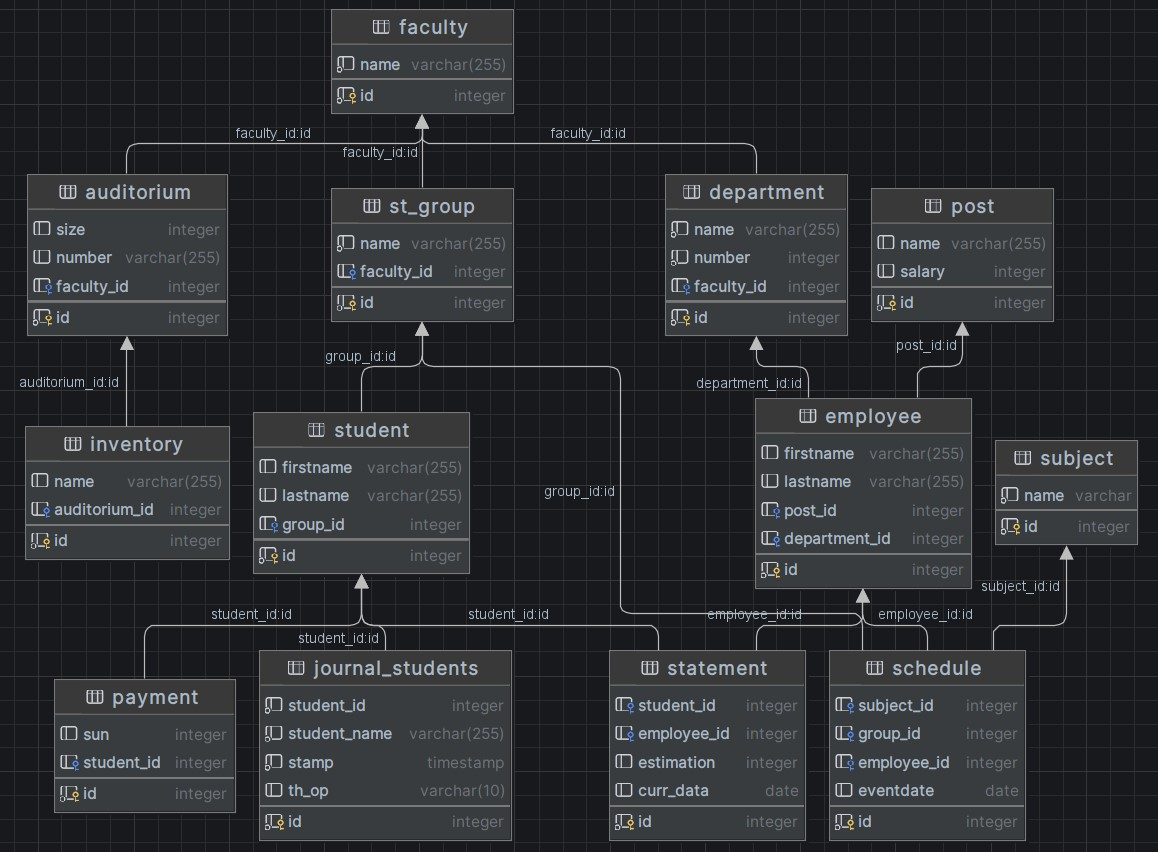 faculty
name varchar(255)
id integer
faculty_id:id
faculty_id:id
faculty_id:id
auditorium
size integer
number varchar(255)
faculty_id integer
id integer
st_group
name varchar(255)
faculty_id integer
id integer
department
name varchar(255)
number integer
faculty_id integer
id integer
post
name varchar(255)
salary integer
id integer
auditorium_id:id
group_id:id
department_id:id
post_id:id
inventory
name varchar(255)
auditorium_id integer
id integer
student
firstname varchar(255)
lastname varchar(255)
group_id integer
id integer
group_id:id
employee
firstname varchar(255)
lastname varchar(255)
post_id integer
department_id integer
id integer
subject
name varchar
id integer
student_id:id
student_id:id
student_id:id
employee_id:id
employee_id:id
subject_id:id
payment
sun integer
student_id integer
id integer
journal_students
student_id integer
student_name varchar(255)
stamp timestamp
th_op varchar(10)
id integer
statement
student_id integer
employee_id integer
estimation integer
curr_data date
id integer
schedule
subject_id integer
group_id integer
employee_id integer
eventdate date
id integer